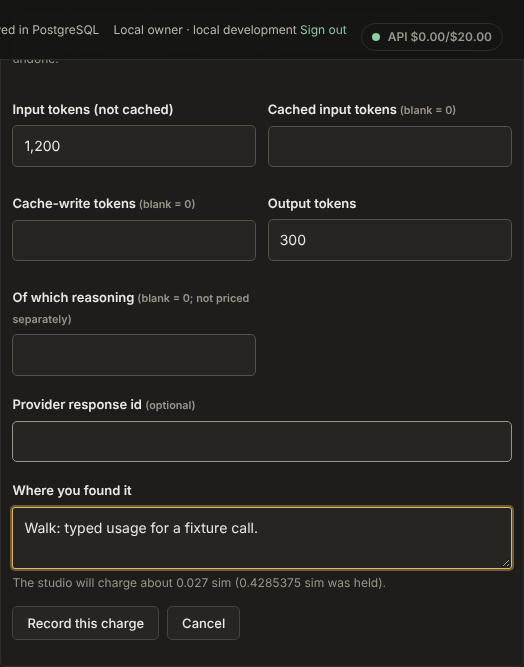 ved in PostgreSQL Local owner · local development Sign out API $0.00/$20.00
undone.
Input tokens (not cached) Cached input tokens (blank = 0)
1,200
Cache-write tokens (blank = 0) Output tokens
300
Of which reasoning (blank = 0; not priced
separately)
Provider response id (optional)
Where you found it
Walk: typed usage for a fixture call.
The studio will charge about 0.027 sim (0.4285375 sim was held).
Record this charge Cancel